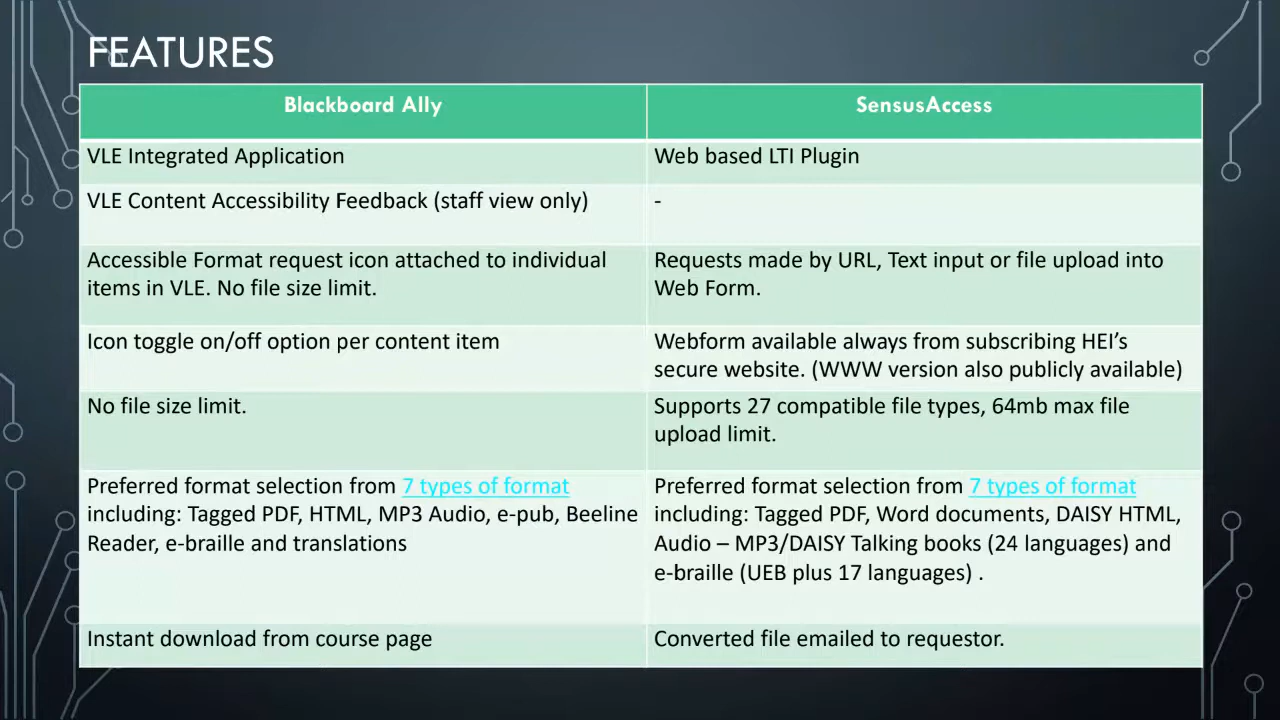 FEATURES
Blackboard Ally
SensusAccess
VLE Integrated Application
Web based LTI Plugin
VLE Content Accessibility Feedback (staff view only)
-
Accessible Format request icon attached to individual
items in VLE. No file size limit.
Requests made by URL, Text input or file upload into
Web Form.
Icon toggle on/off option per content item
Webform available always from subscribing HEI’s
secure website. (WWW version also publicly available)
No file size limit.
Supports 27 compatible file types, 64mb max file
upload limit.
Preferred format selection from 7 types of format
including: Tagged PDF, HTML, MP3 Audio, e-pub, Beeline
Reader, e-braille and translations
Preferred format selection from 7 types of format
including: Tagged PDF, Word documents, DAISY HTML,
Audio – MP3/DAISY Talking books (24 languages) and
e-braille (UEB plus 17 languages) .
Instant download from course page
Converted file emailed to requestor.